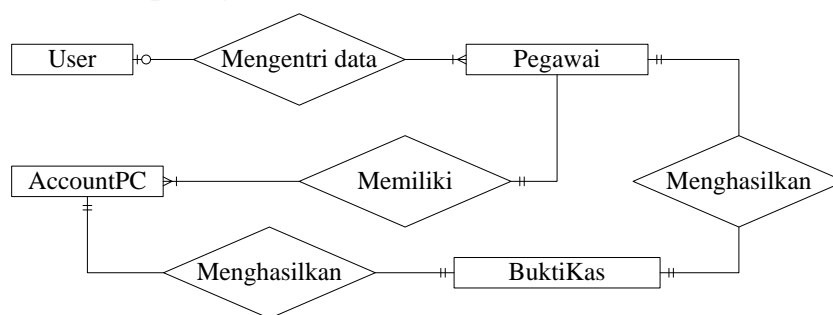 User
Mengentri data
Pegawai
AccountPC
Memiliki
Menghasilkan
Menghasilkan
BuktiKas